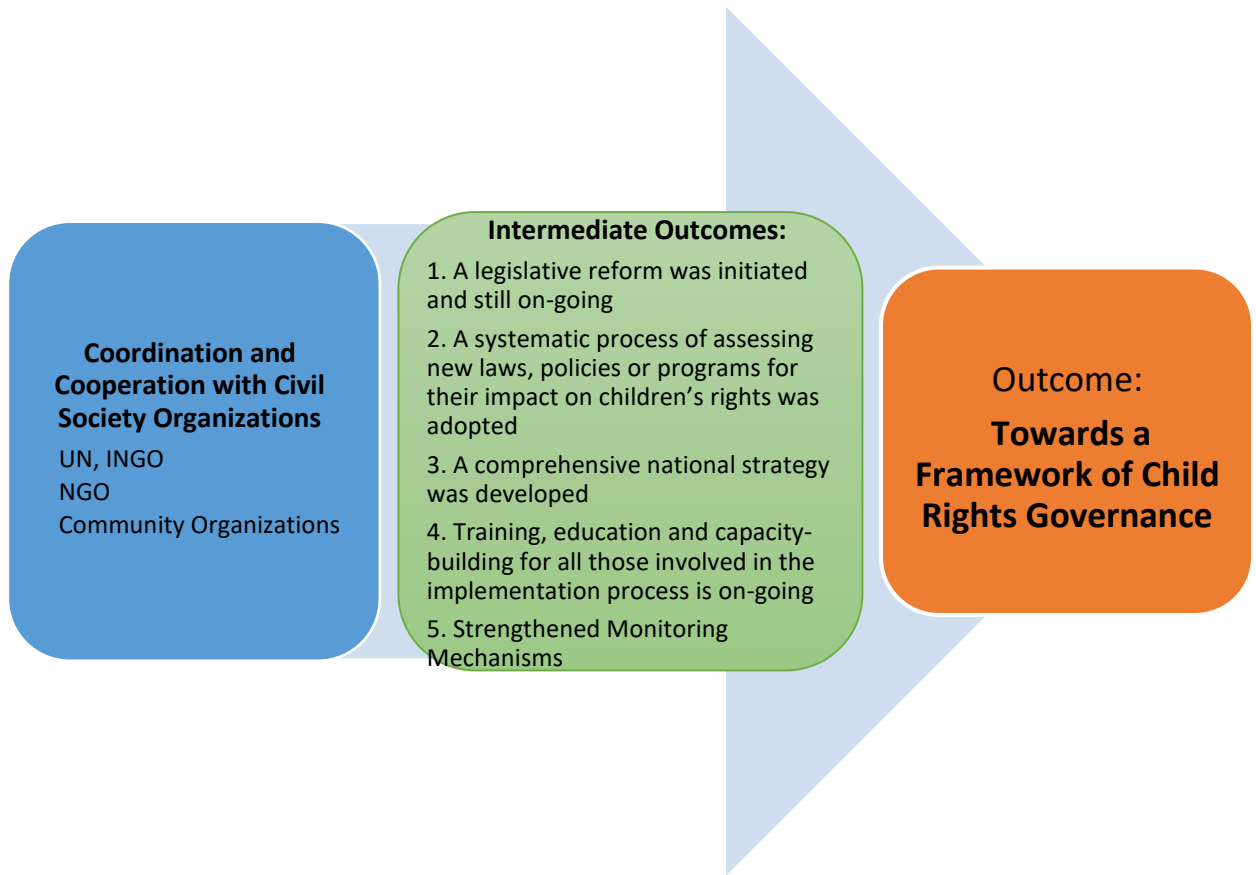 Coordination and
Cooperation with Civil
Society Organizations
UN, INGO
NGO
Community Organizations
Intermediate Outcomes:
1. A legislative reform was initiated
and still on-going
2. A systematic process of assessing
new laws, policies or programs for
their impact on children’s rights was
adopted
3. A comprehensive national strategy
was developed
4. Training, education and capacity-
building for all those involved in the
implementation process is on-going
5. Strengthened Monitoring
Mechanisms
Outcome:
Towards a
Framework of Child
Rights Governance